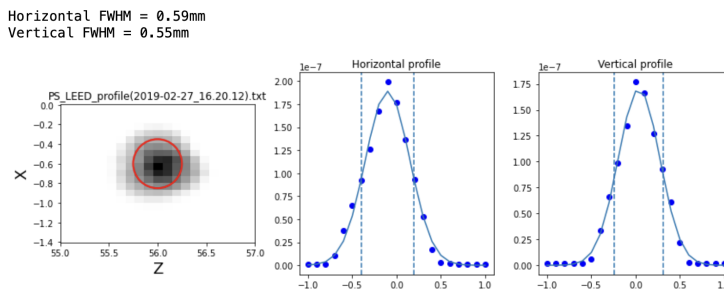 Horizontal FWHM = 0.59mm
Vertical FWHM = 0.55mm
PS_LEED_profile(2019-02-27_16.20.12).txt
0.0
−0.2
−0.4
−0.6
−0.8
−1.0
−1.2
−1.4
X
55.0 55.5 56.0 56.5 57.0
Z
1e−7 Horizontal profile
2.00
1.75
1.50
1.25
1.00
0.75
0.50
0.25
0.00
−1.0 −0.5 0.0 0.5 1.0
1e−7 Vertical profile
1.75
1.50
1.25
1.00
0.75
0.50
0.25
0.00
−1.0 −0.5 0.0 0.5